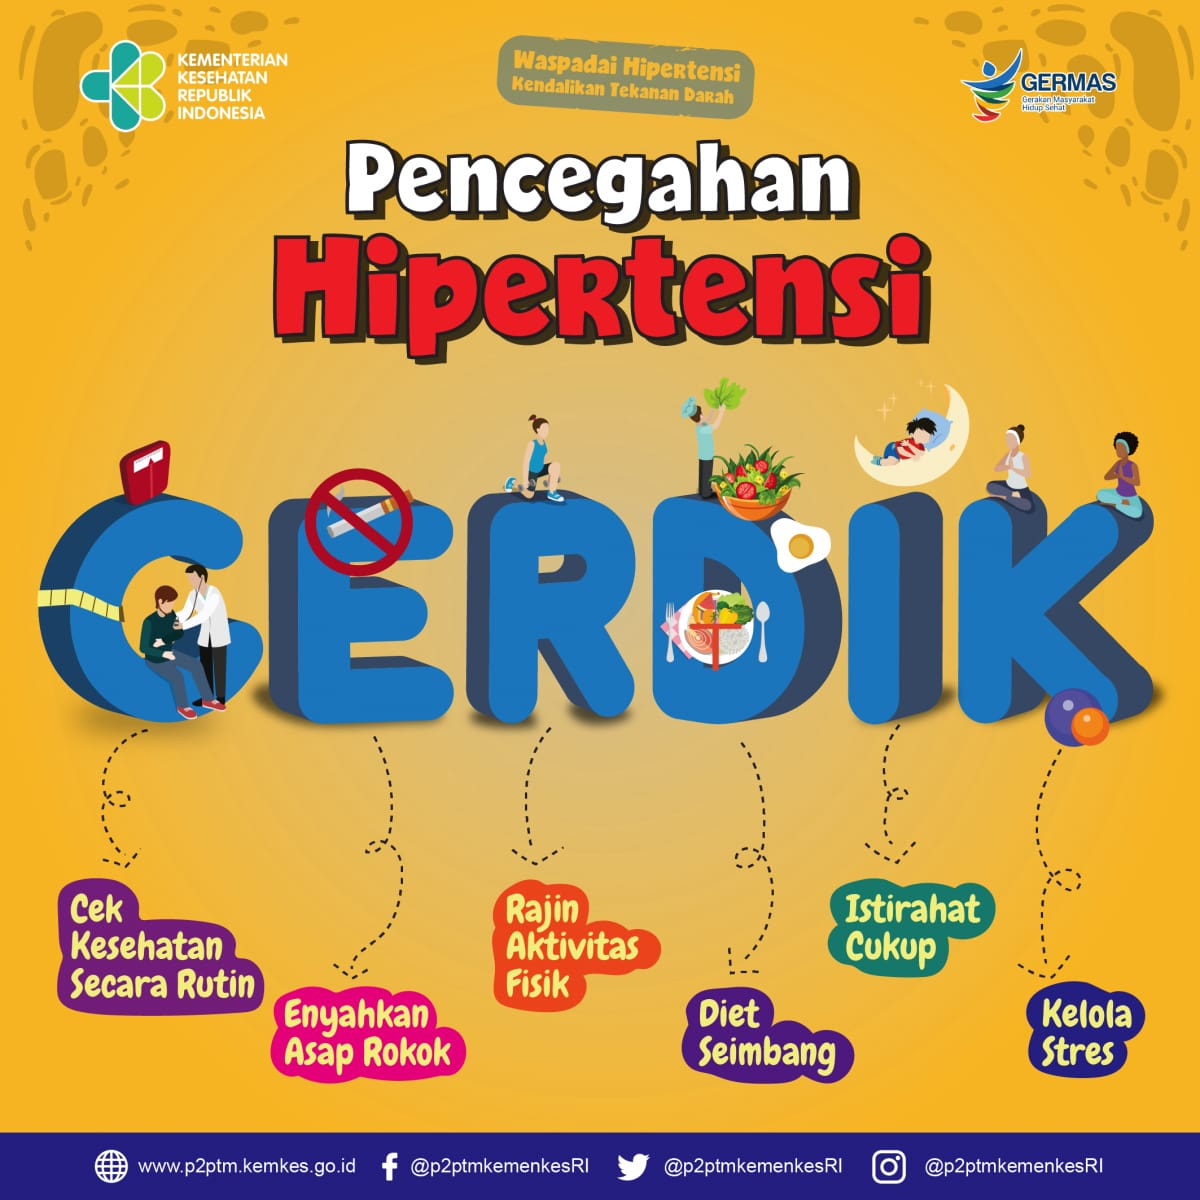 KEMENTERIAN
KESEHATAN
REPUBLIK
INDONESIA
Waspadai Hipertensi
Kendalikan Tekanan Darah
GERMAS
Gerakan Masyarakat
Hidup Sehat
Pencegahan
Hipertensi
CERDIK
Cek
Kesehatan
Secara Rutin
Enyahkan
Asap Rokok
Rajin
Aktivitas
Fisik
Diet
Seimbang
Istirahat
Cukup
Kelola
Stres
www.p2ptm.kemkes.go.id
@p2ptmkemenkesRI
@p2ptmkemenkesRI
@p2ptmkemenkesRI